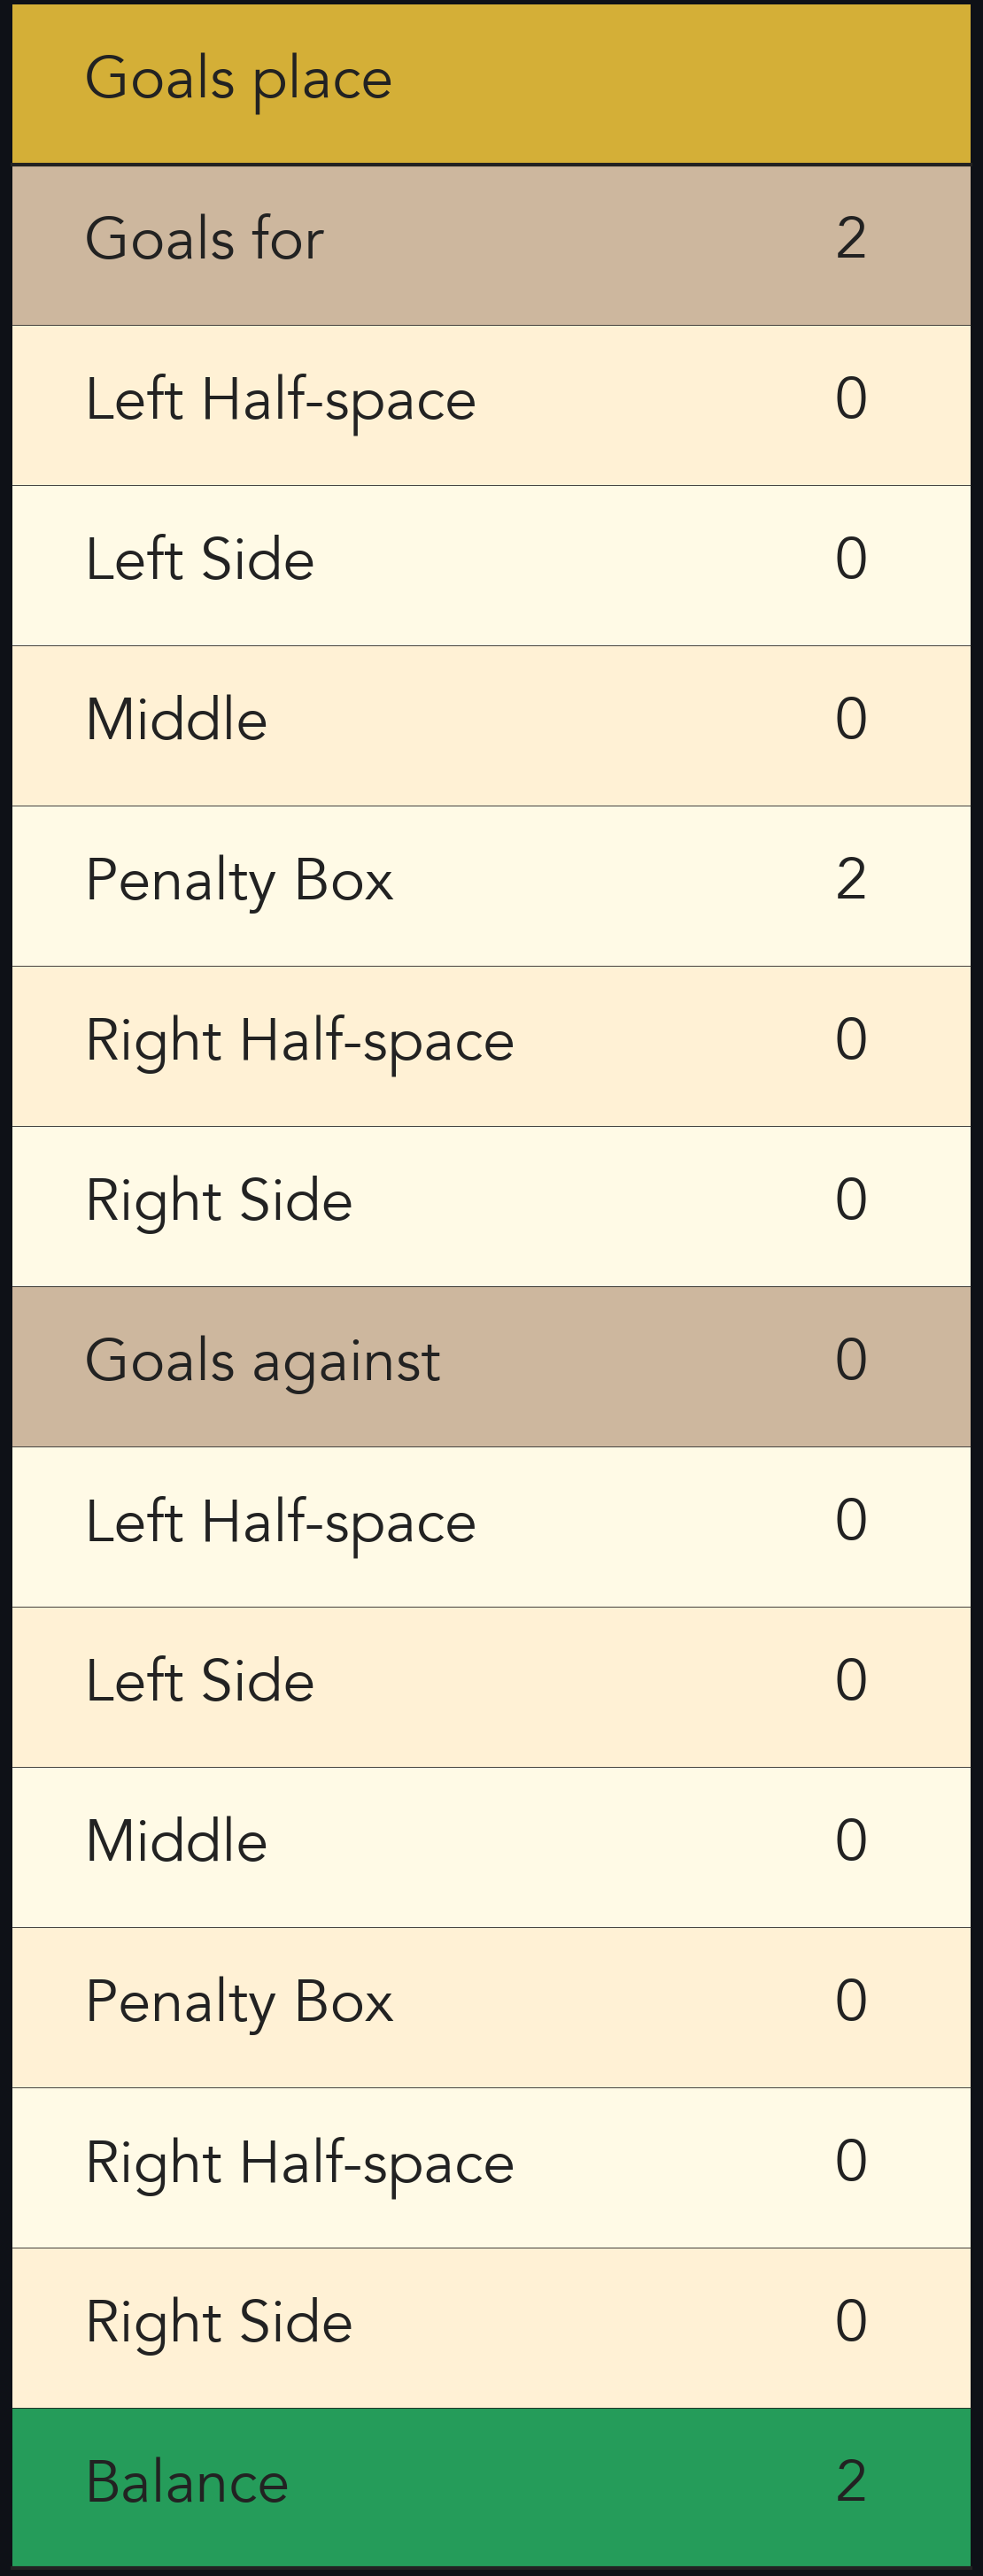 Goals place
Goals for 2
Left Half-space 0
Left Side 0
Middle 0
Penalty Box 2
Right Half-space 0
Right Side 0
Goals against 0
Left Half-space 0
Left Side 0
Middle 0
Penalty Box 0
Right Half-space 0
Right Side 0
Balance 2